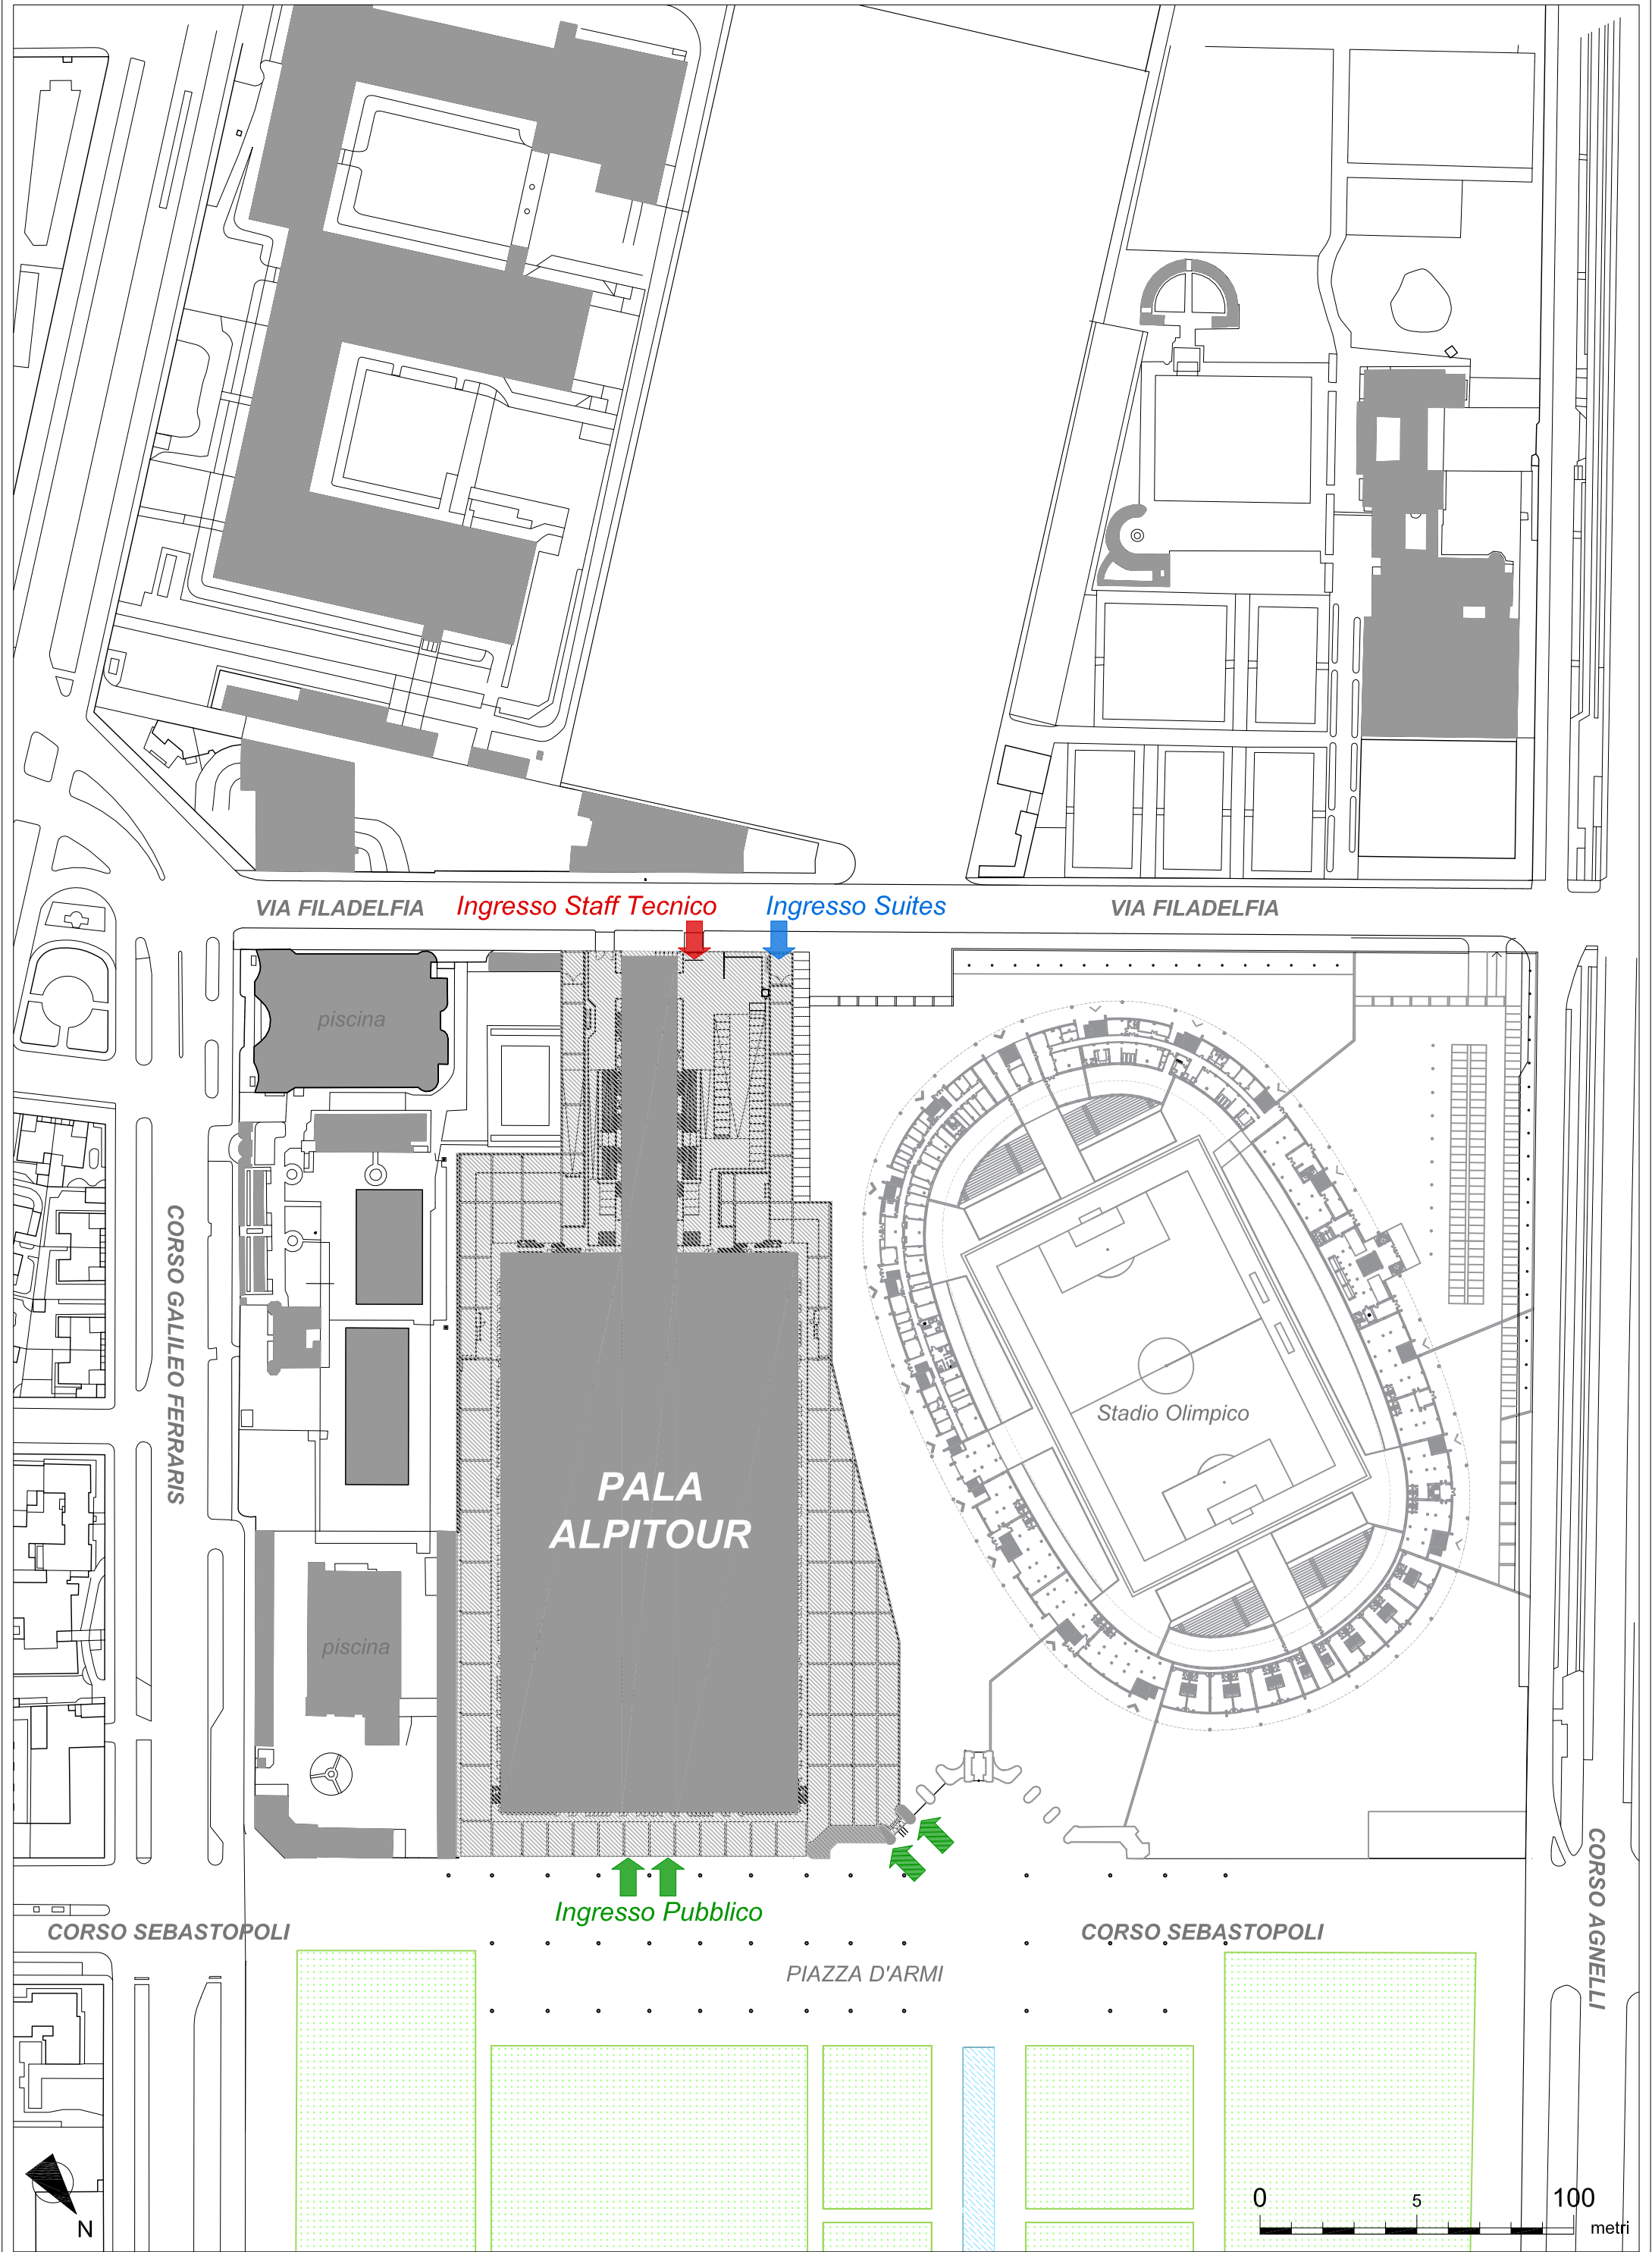 VIA FILADELFIA
Ingresso Staff Tecnico
Ingresso Suites
VIA FILADELFIA
piscina
CORSO GALILEO FERRARIS
Stadio Olimpico
PALA
ALPITOUR
piscina
Ingresso Pubblico
CORSO SEBASTOPOLI
CORSO SEBASTOPOLI
CORSO AGNELLI
PIAZZA D'ARMI
N
0
5
100
metri